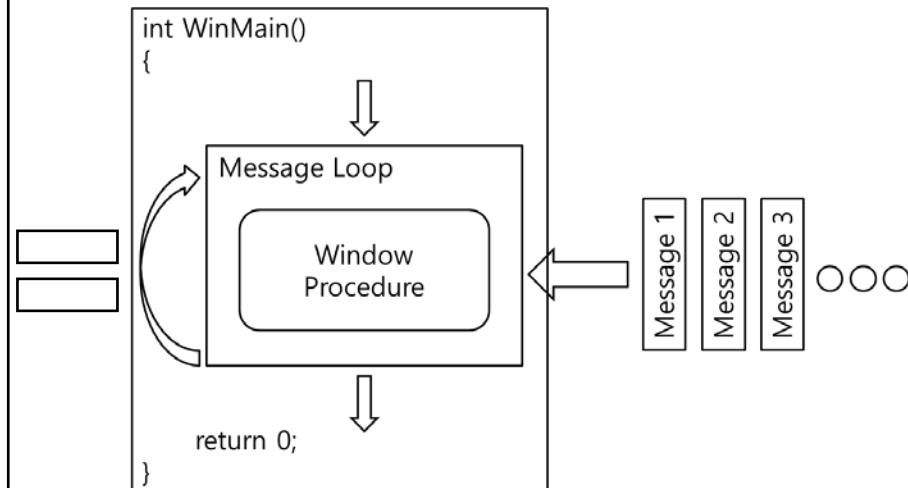 int WinMain()
{
Message Loop
Window
Procedure
Message 1
Message 2
Message 3
return 0;
}